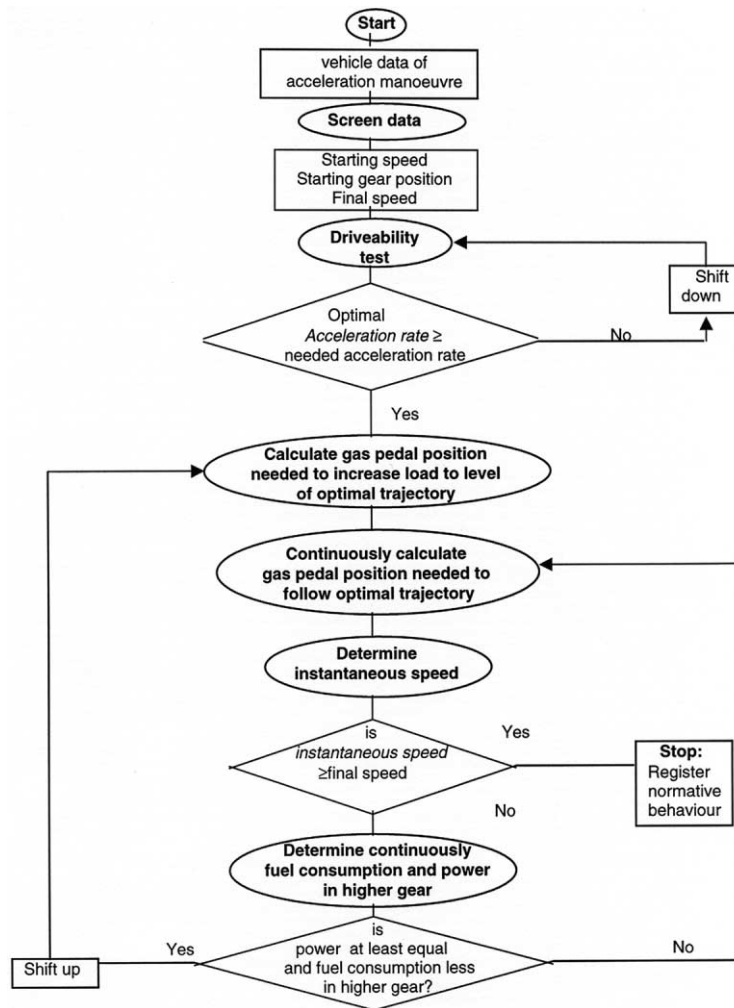 Start
vehicle data of
acceleration manoeuvre
Screen data
Starting speed
Starting gear position
Final speed
Driveability
test
Shift
down
Optimal
Acceleration rate ≥
needed acceleration rate
No
Yes
Calculate gas pedal position
needed to increase load to level
of optimal trajectory
Continuously calculate
gas pedal position needed to
follow optimal trajectory
Determine
instantaneous speed
is
instantaneous speed
≥final speed
Yes
Stop:
Register
normative
behaviour
No
Determine continuously
fuel consumption and power
in higher gear
is
power at least equal
and fuel consumption less
in higher gear?
Yes
Shift up
No